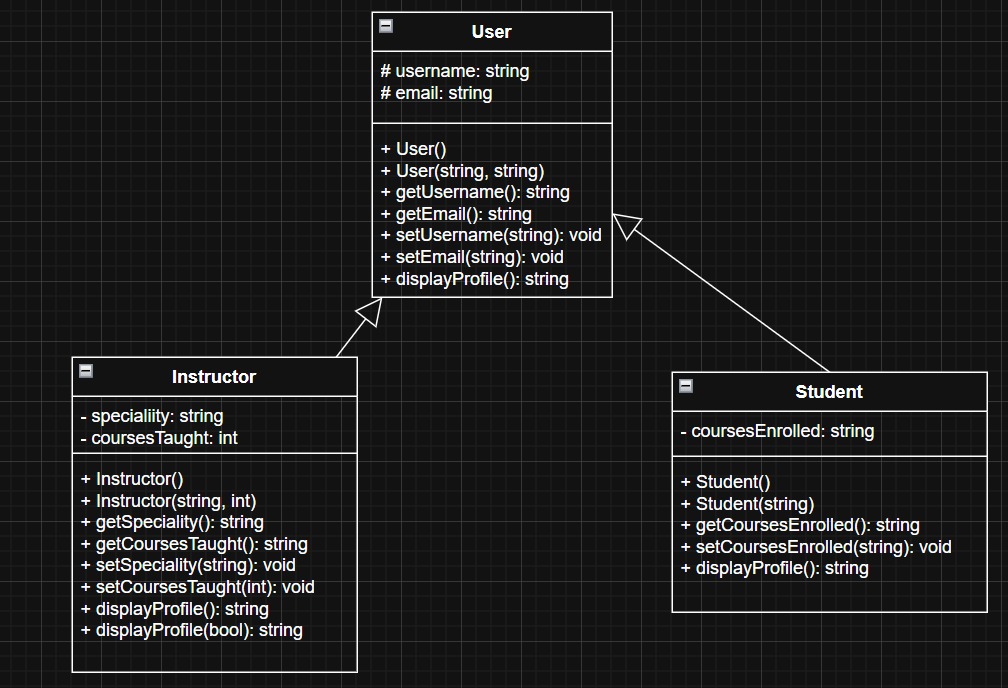 User
# username: string
# email: string
+ User()
+ User(string, string)
+ getUsername(): string
+ getEmail(): string
+ setUsername(string): void
+ setEmail(string): void
+ displayProfile(): string
Instructor
- specialiity: string
- coursesTaught: int
+ Instructor()
+ Instructor(string, int)
+ getSpeciality(): string
+ getCoursesTaught(): string
+ setSpeciality(string): void
+ setCoursesTaught(int): void
+ displayProfile(): string
+ displayProfile(bool): string
Student
- coursesEnrolled: string
+ Student()
+ Student(string)
+ getCoursesEnrolled(): string
+ setCoursesEnrolled(string): void
+ displayProfile(): string